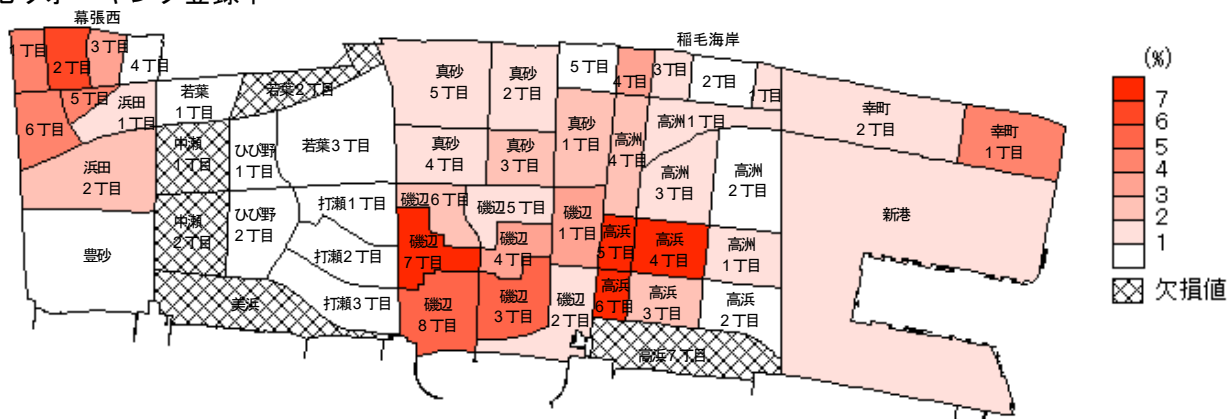 ウォーキング登録率
幕張西
稲毛海岸
丁目
2丁目
3丁目
4丁目
5丁目
6丁目
浜田
1丁目
浜田
2丁目
豊砂
若葉
1丁目
若葉2丁目
若葉3丁目
中瀬
1丁目
中瀬
2丁目
ひび野
1丁目
ひび野
2丁目
美浜
打瀬1丁目
打瀬2丁目
打瀬3丁目
真砂
5丁目
真砂
2丁目
真砂
4丁目
真砂
3丁目
真砂
1丁目
磯辺6丁目
磯辺5丁目
磯辺
7丁目
磯辺
4丁目
磯辺
1丁目
磯辺
8丁目
磯辺
3丁目
磯辺
2丁目
5丁目
4丁目
3丁目
2丁目
1丁目
高洲1丁目
高洲
4丁目
高洲
3丁目
高洲
2丁目
高洲
1丁目
高浜
5丁目
高浜
4丁目
高浜
6丁目
高浜
3丁目
高浜
2丁目
高浜7丁目
幸町
2丁目
幸町
1丁目
新港
(%)
7
6
5
4
3
2
1
欠損値